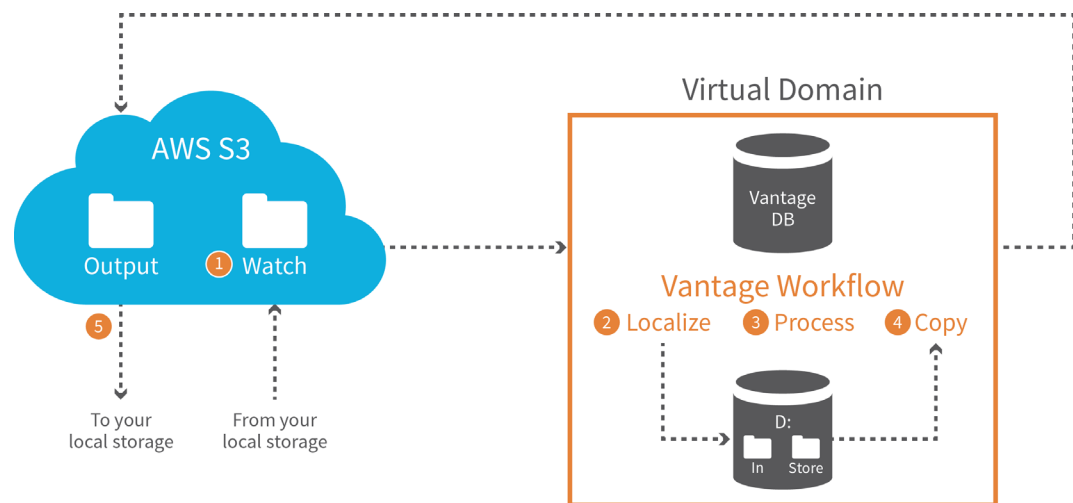 Virtual Domain
AWS S3
Output
1 Watch
5
To your
local storage
From your
local storage
Vantage
DB
Vantage Workflow
2 Localize
3 Process
4 Copy
D:
In
Store